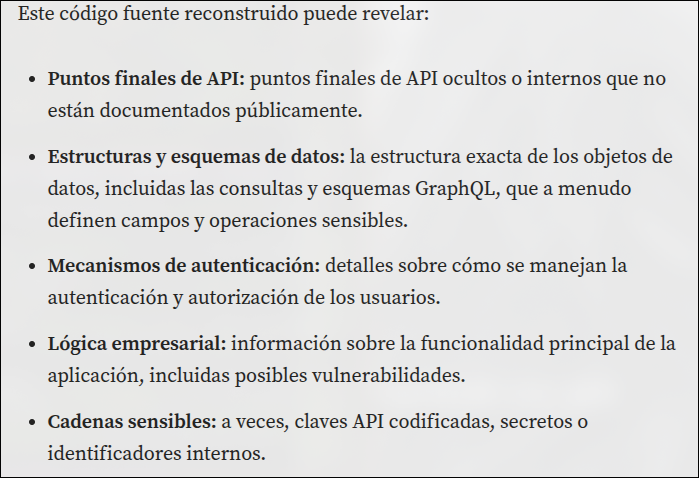 Este código fuente reconstruido puede revelar:
• Puntos finales de API: puntos finales de API ocultos o internos que no
están documentados públicamente.
• Estructuras y esquemas de datos: la estructura exacta de los objetos de
datos, incluidas las consultas y esquemas GraphQL, que a menudo
definen campos y operaciones sensibles.
• Mecanismos de autenticación: detalles sobre cómo se manejan la
autenticación y autorización de los usuarios.
• Lógica empresarial: información sobre la funcionalidad principal de la
aplicación, incluidas posibles vulnerabilidades.
• Cadenas sensibles: a veces, claves API codificadas, secretos o
identificadores internos.